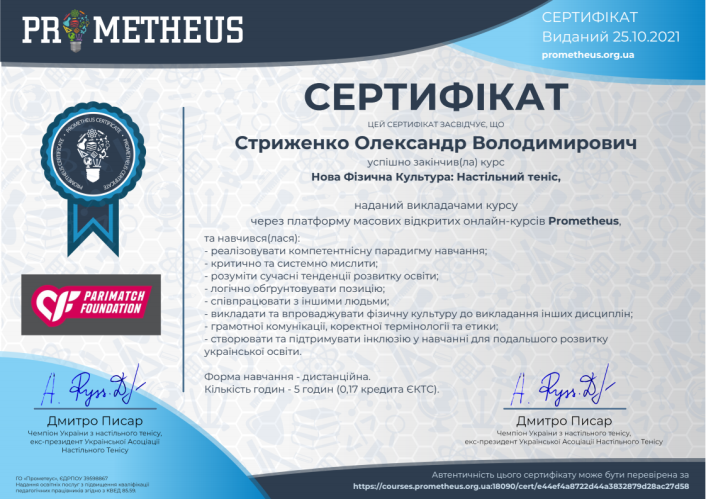 PROMETHEUS
СЕРТИФІКАТ
Виданий 25.10.2021
prometheus.org.ua
СЕРТИФІКАТ
ЦЕЙ СЕРТИФІКАТ ЗАСВІДЧУЄ, ЩО
Стриженко Олександр Володимирович
успішно закінчив(ла) курс
Нова Фізична Культура: Настільний теніс,
наданий викладачами курсу
через платформу масових відкритих онлайн-курсів Prometheus,
PROMETHEUS CERTIFICATE • PROMETHEUS CERTIFICATE • PROMETHEUS CERTIFICATE
та навчився(лася):
- реалізовувати компетентнісну парадигму навчання;
- критично та системно мислити;
- розуміти сучасні тенденції розвитку освіти;
- логічно обґрунтовувати позицію;
- співпрацювати з іншими людьми;
- викладати та впроваджувати фізичну культуру до викладання інших дисциплін;
- грамотної комунікації, коректної термінології та етики;
- створювати та підтримувати інклюзію у навчанні для подальшого розвитку
української освіти.
PARIMATCH
FOUNDATION
Форма навчання - дистанційна.
Кількість годин - 5 годин (0,17 кредита ЄКТС).
Дмитро Писар
Чемпіон України з настільного тенісу,
екс-президент Української Асоціації
Настільного Тенісу
Дмитро Писар
Чемпіон України з настільного тенісу,
екс-президент Української Асоціації Настільного Тенісу
ГО «Прометеус», ЄДРПОУ 39598867
Надання освітніх послуг з підвищення кваліфікації
педагогічних працівників згідно з КВЕД 85.59.
Автентичність цього сертифікату може бути перевірена за
https://courses.prometheus.org.ua:18090/cert/e44ef4a8722d44a3832879d28ac27d58